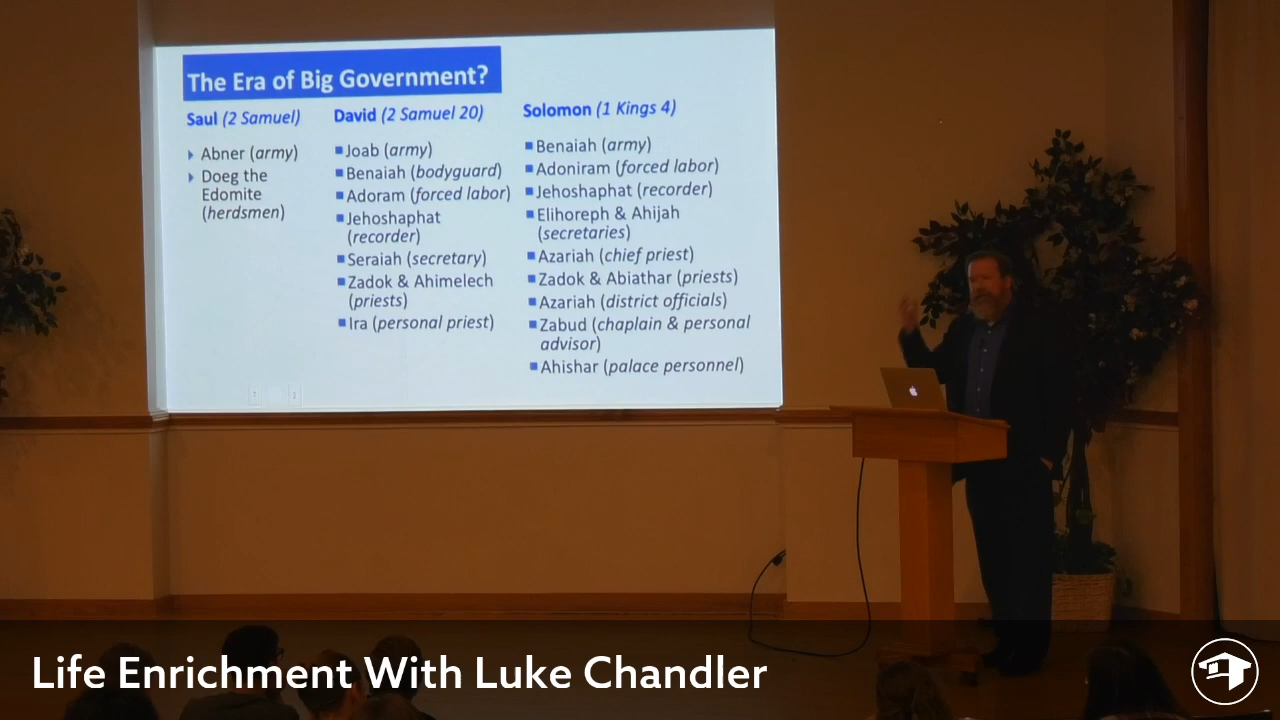 The Era of Big Government?
Saul (2 Samuel)
Abner (army)
Doeg the
Edomite
(herdsmen)
David (2 Samuel 20)
Joab (army)
Benaiah (bodyguard)
Adoram (forced labor)
Jehoshaphat
(recorder)
Seraiah (secretary)
Zadok & Ahimelech
(priests)
Ira (personal priest)
Solomon (1 Kings 4)
Benaiah (army)
Adoniram (forced labor)
Jehoshaphat (recorder)
Elihoreph & Ahijah
(secretaries)
Azariah (chief priest)
Zadok & Abiathar (priests)
Azariah (district officials)
Zabud (chaplain & personal
advisor)
Ahishar (palace personnel)
Life Enrichment With Luke Chandler